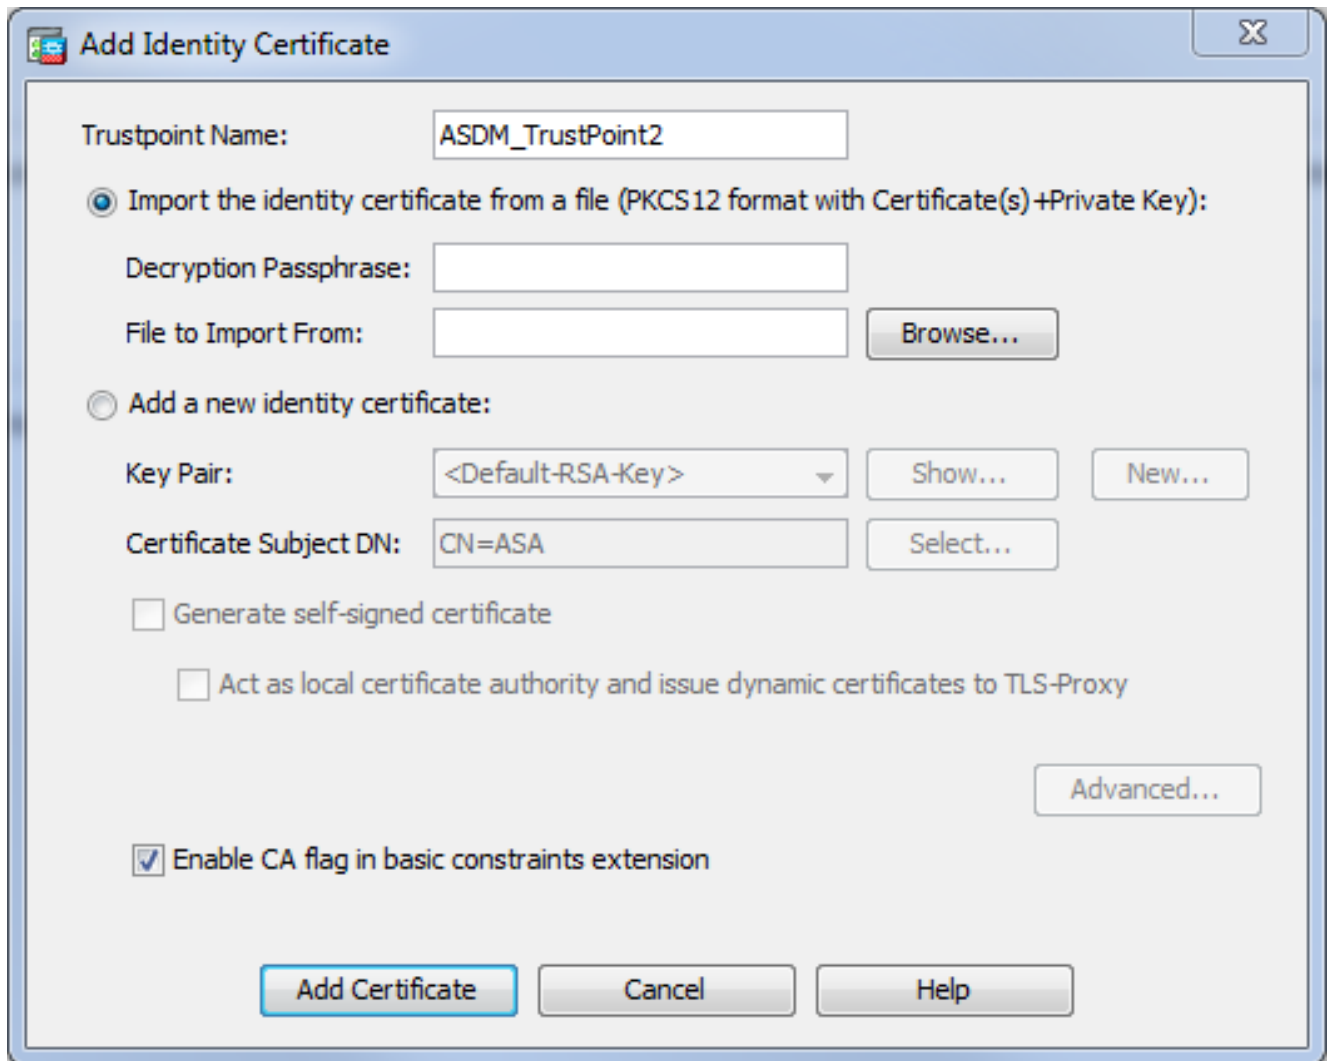 Add Identity Certificate
Trustpoint Name: ASDM_TrustPoint2
Import the identity certificate from a file (PKCS12 format with Certificate(s)+Private Key):
Decryption Passphrase:
File to Import From: Browse...
Add a new identity certificate:
Key Pair: <Default-RSA-Key> Show... New...
Certificate Subject DN: CN=ASA Select...
Generate self-signed certificate
Act as local certificate authority and issue dynamic certificates to TLS-Proxy
Advanced...
Enable CA flag in basic constraints extension
Add Certificate Cancel Help